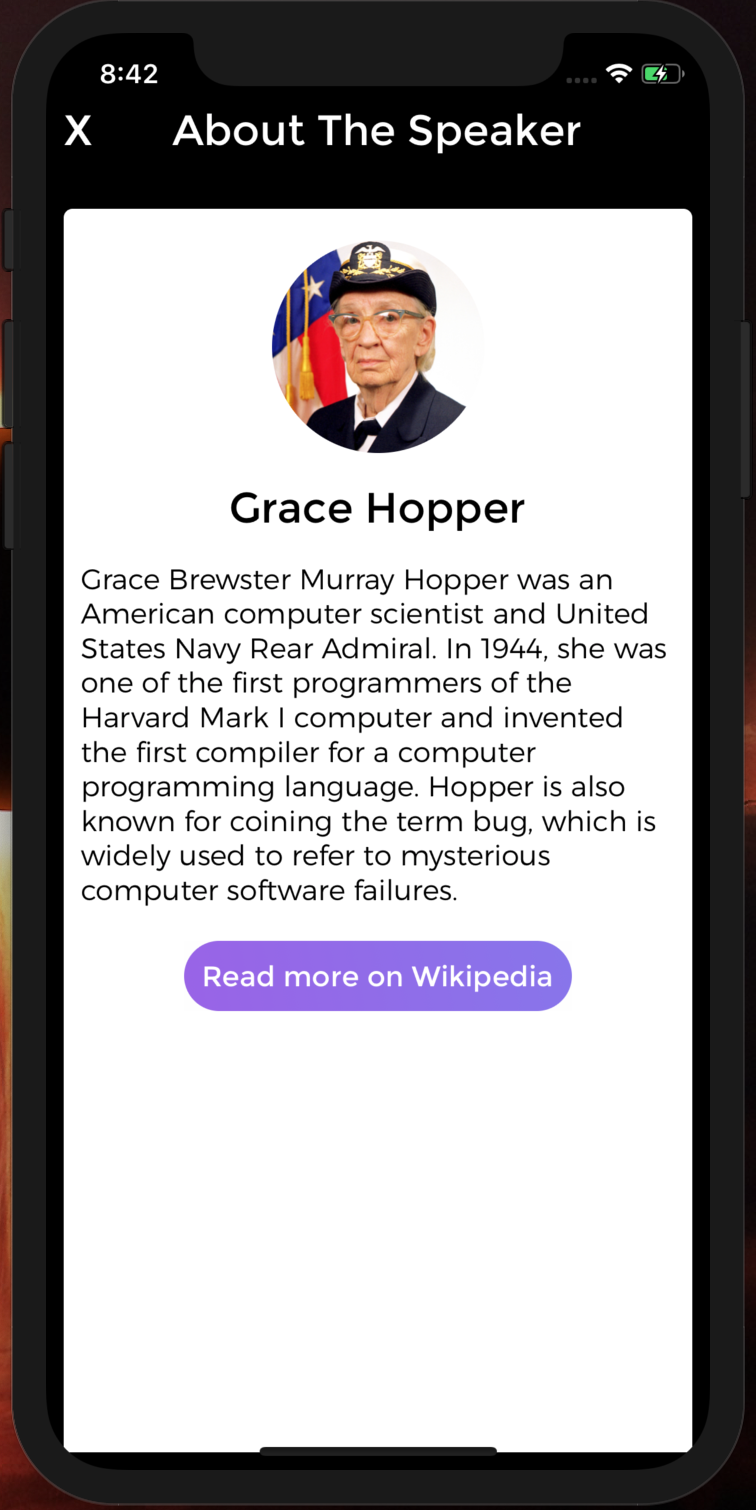 8:42
X About The Speaker
Grace Hopper
Grace Brewster Murray Hopper was an
American computer scientist and United
States Navy Rear Admiral. In 1944, she was
one of the first programmers of the
Harvard Mark I computer and invented
the first compiler for a computer
programming language. Hopper is also
known for coining the term bug, which is
widely used to refer to mysterious
computer software failures.
Read more on Wikipedia